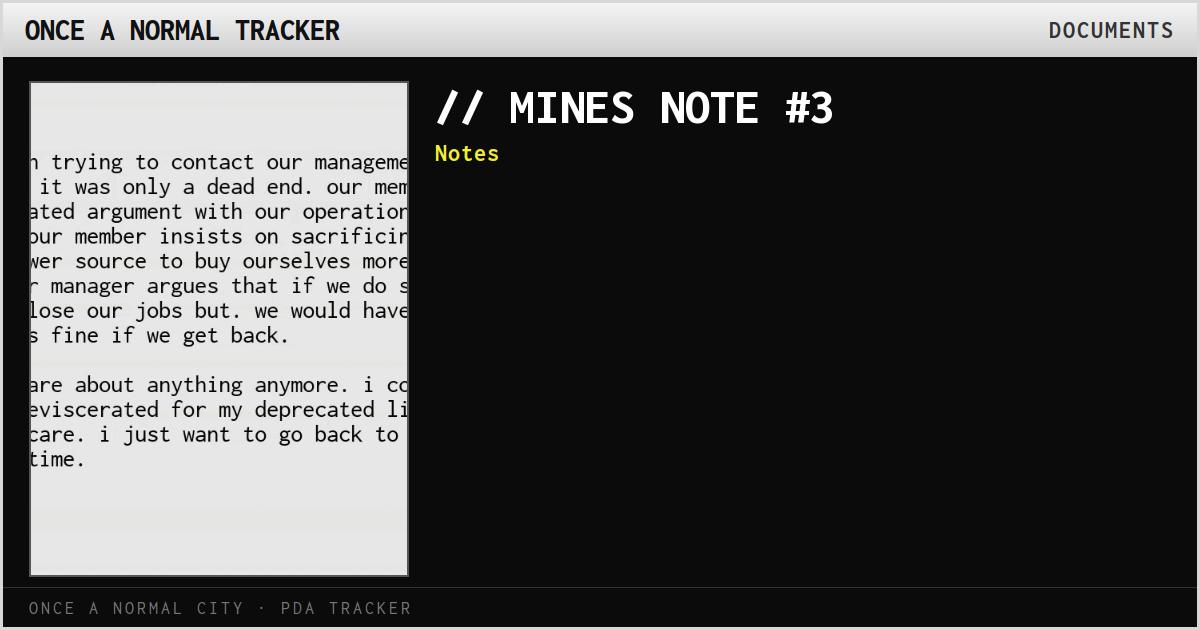 ONCE A NORMAL TRACKER
DOCUMENTS
// MINES NOTE #3
Notes
trying to contact our manageme
it was only a dead end. our mem
ated argument with our operation
our member insists on sacrificin
wer source to buy ourselves more
r manager argues that if we do s
lose our jobs but. we would have
s fine if we get back.
are about anything anymore. i co
eviscerated for my deprecated li
care. i just want to go back to
time.
ONCE A NORMAL CITY · PDA TRACKER